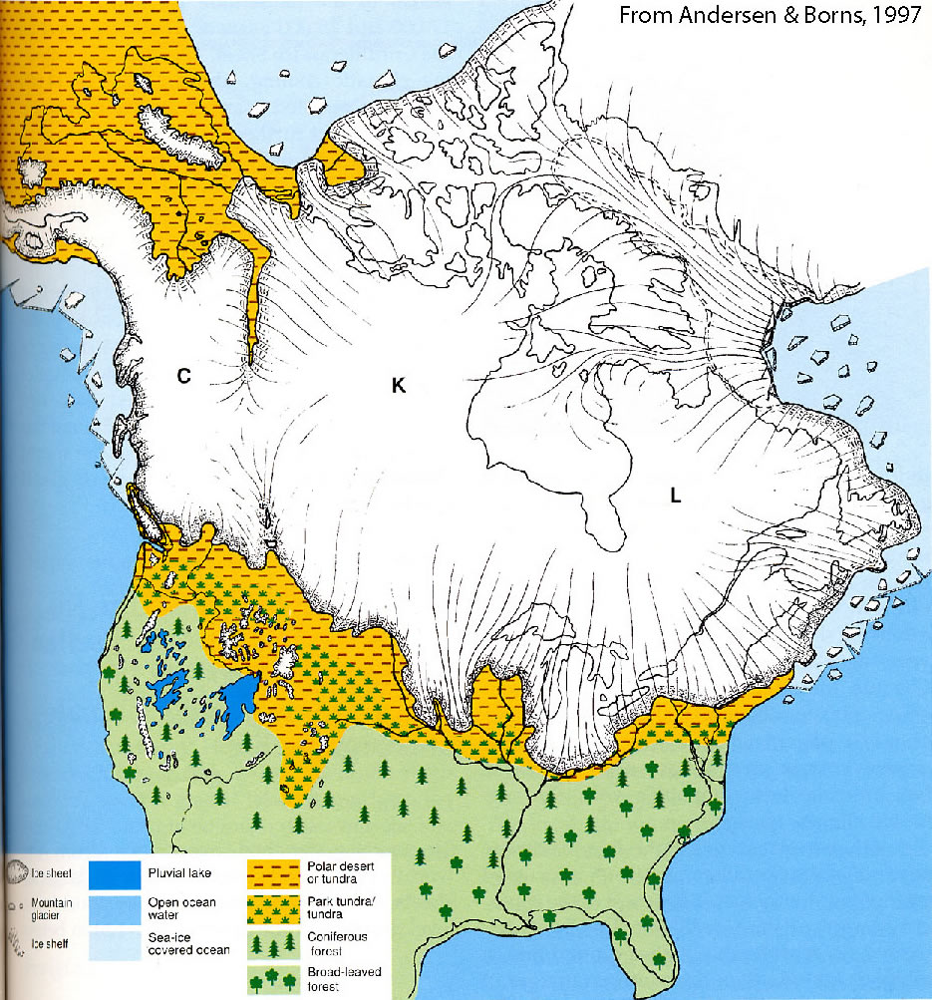 From Andersen & Borns, 1997
C
K
L
Ice sheet
Mountain
glacier
Ice shelf
Pluvial lake
Open ocean
water
Sea-ice
covered ocean
Polar desert
or tundra
Park tundra/
tundra
Coniferous
forest
Broad-leaved
forest